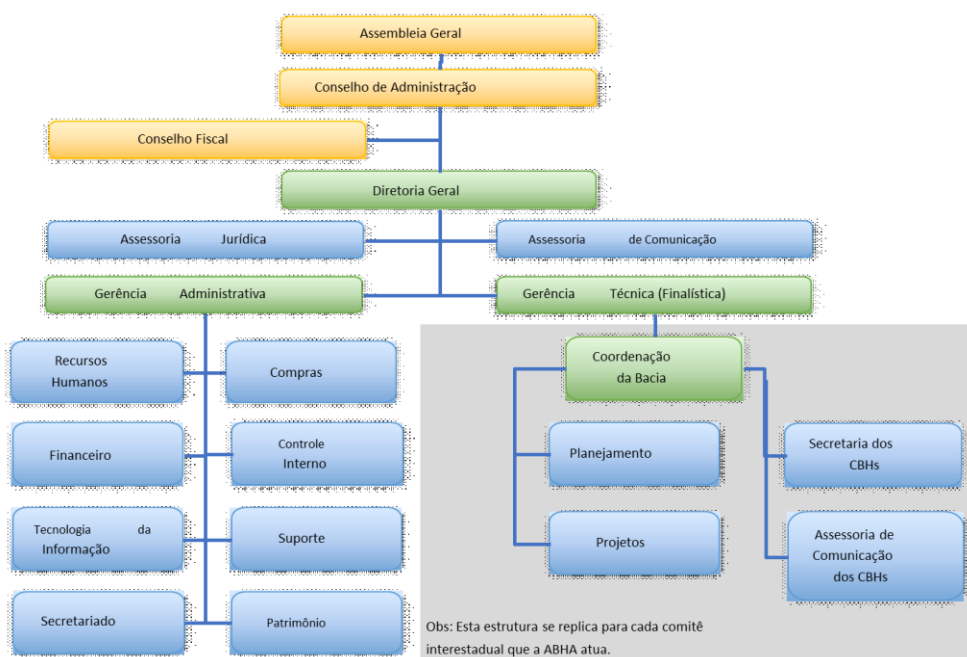 Assembleia Geral
Conselho de Administração
Conselho Fiscal
Diretoria Geral
Assessoria Jurídica
Assessoria de Comunicação
Gerência Administrativa
Gerência Técnica (Finalística)
Recursos
Humanos
Compras
Financeiro
Controle
Interno
Tecnologia da
Informação
Suporte
Secretariado
Patrimônio
Coordenação
da Bacia
Planejamento
Secretaria dos
CBHs
Projetos
Assessoria de
Comunicação
dos CBHs
Obs: Esta estrutura se replica para cada comitê
interestadual que a ABHA atua.